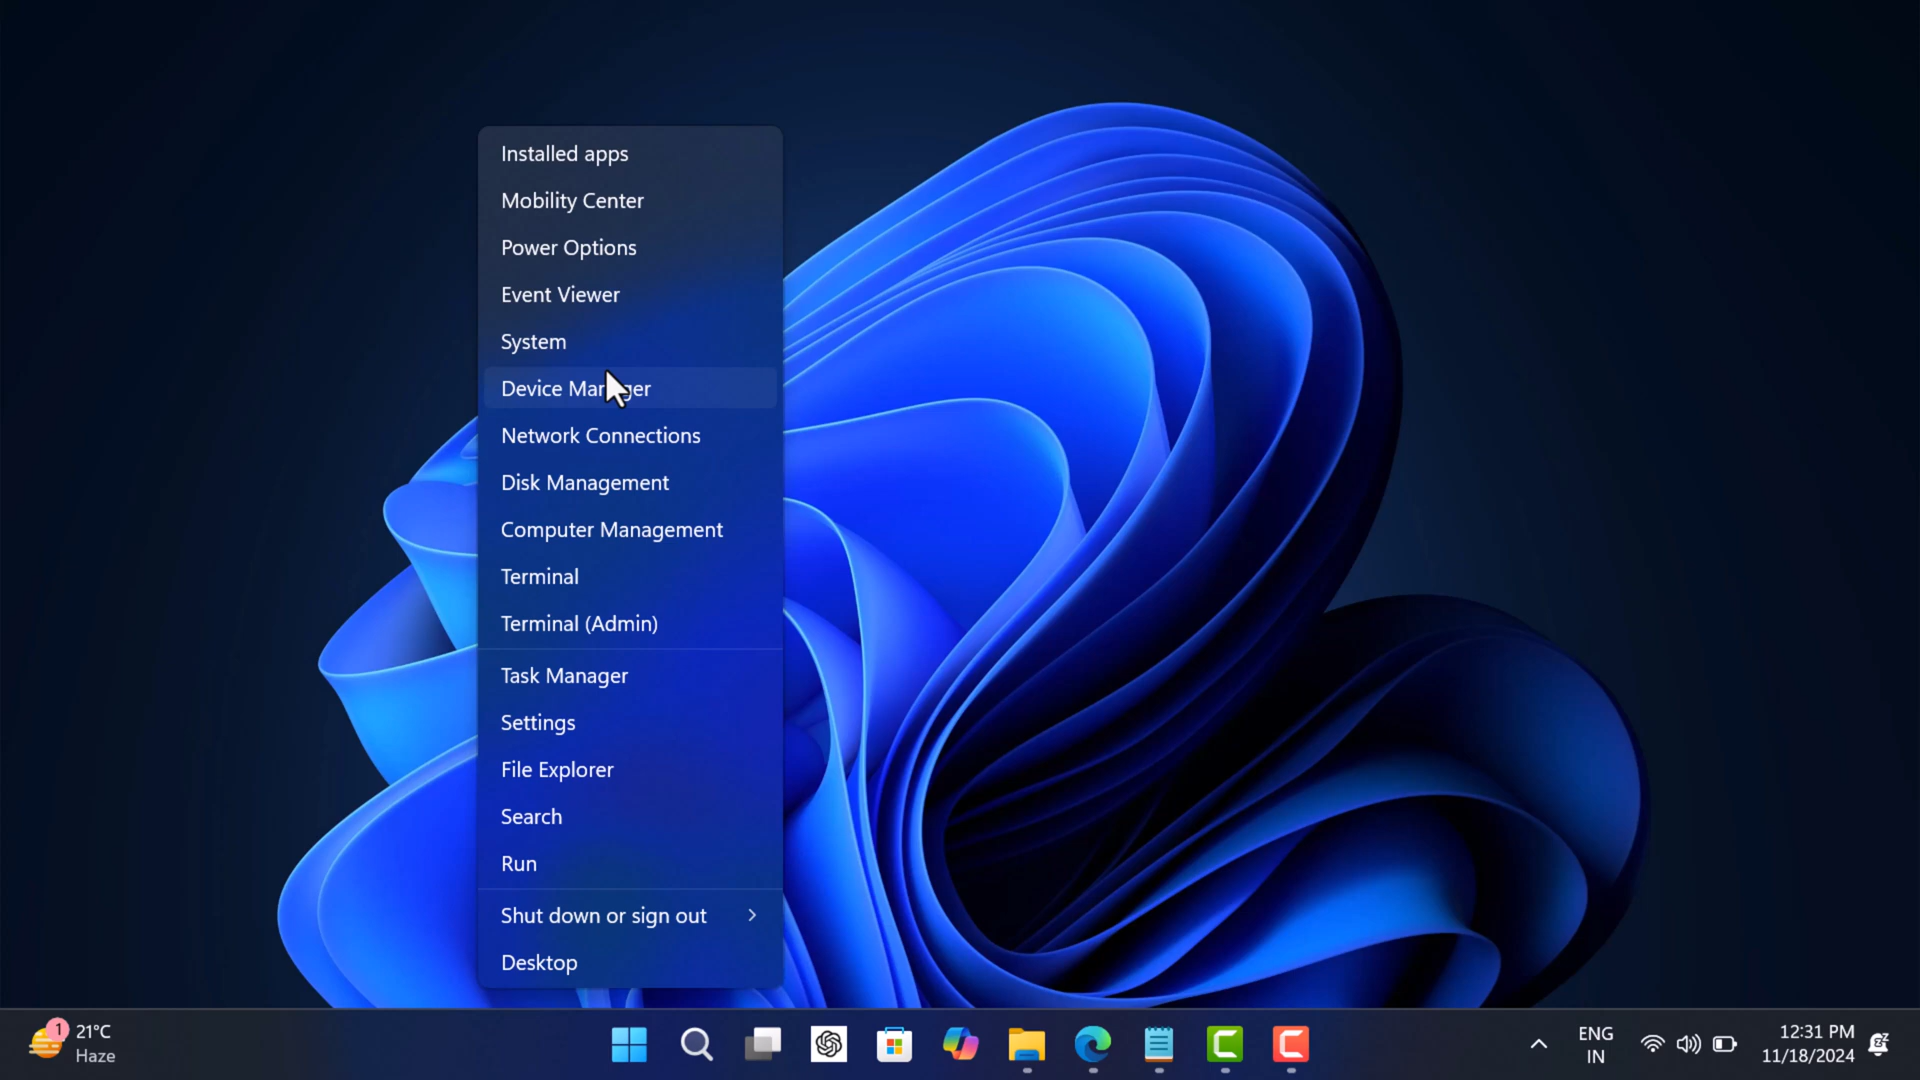 Installed apps
Mobility Center
Power Options
Event Viewer
System
Device Manager
Network Connections
Disk Management
Computer Management
Terminal
Terminal (Admin)
Task Manager
Settings
File Explorer
Search
Run
Shut down or sign out
Desktop
1
21°C
Haze
ENG
IN
12:31 PM
11/18/2024